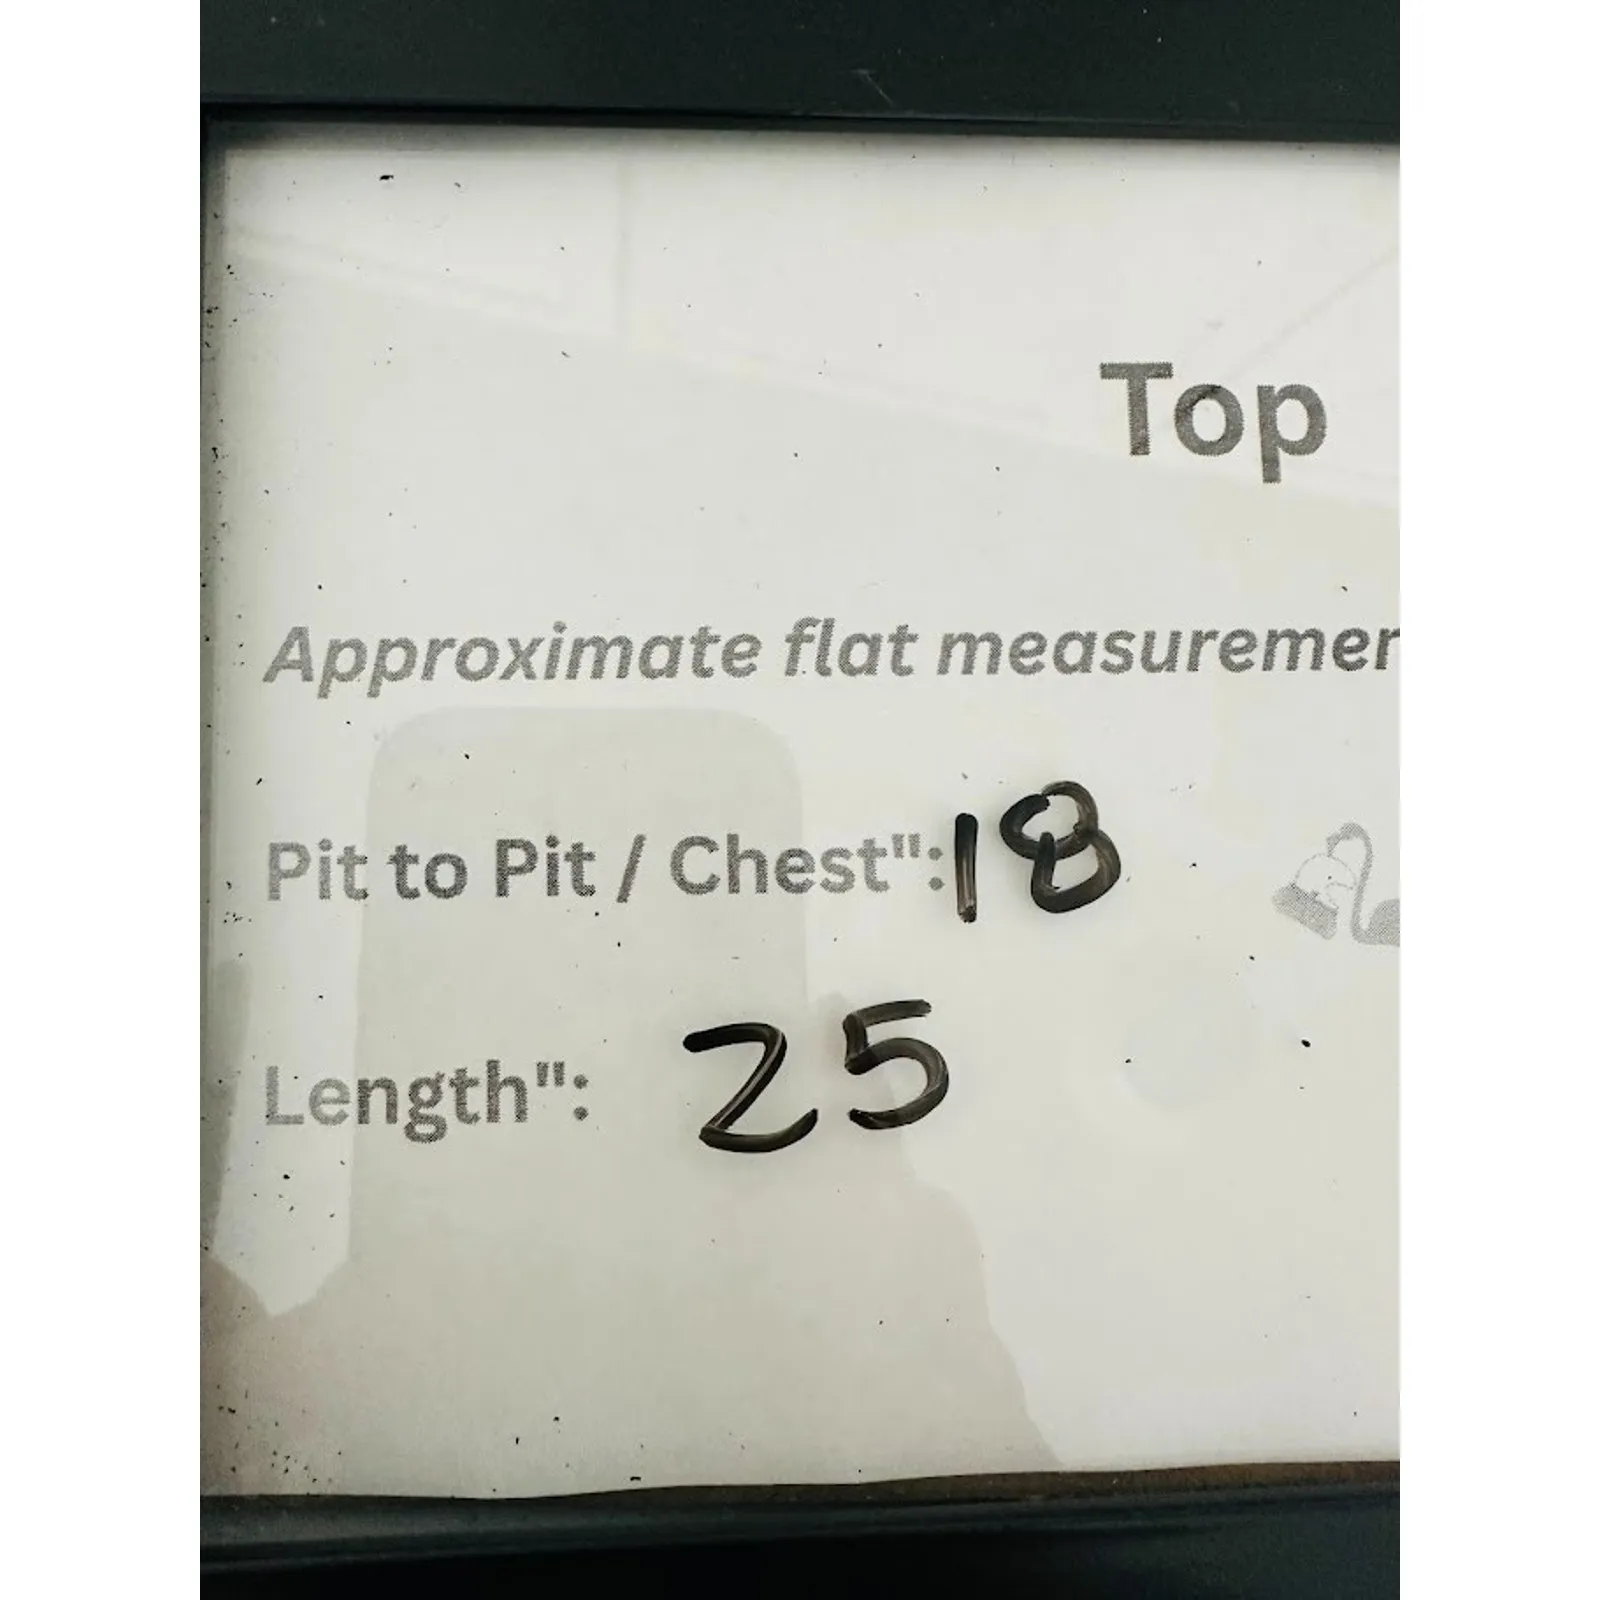 Top
Approximate flat measuremen
Pit to Pit / Chest": 18
Length": 25